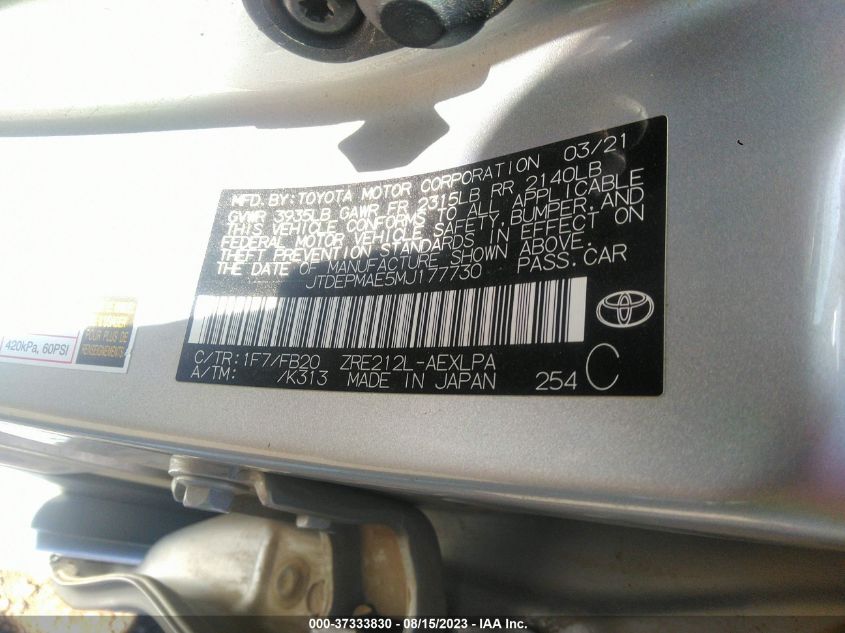 MFD. BY: TOYOTA MOTOR CORPORATION 03/21
GVWR 3935LB GAWR FR 2315LB RR 2140LB
THIS VEHICLE CONFORMS TO ALL APPLICABLE
FEDERAL MOTOR VEHICLE SAFETY, BUMPER, AND
THEFT PREVENTION STANDARDS IN EFFECT ON
THE DATE OF MANUFACTURE SHOWN ABOVE.
JTDEPMAE5MJ177730 PASS.CAR
420kPa, 60PSI
C/TR: 1F7/FB20 ZRE212L-AEXLPA
A/TM: /K313 MADE IN JAPAN 254 C
000-37333830 - 08/15/2023 - IAA Inc.